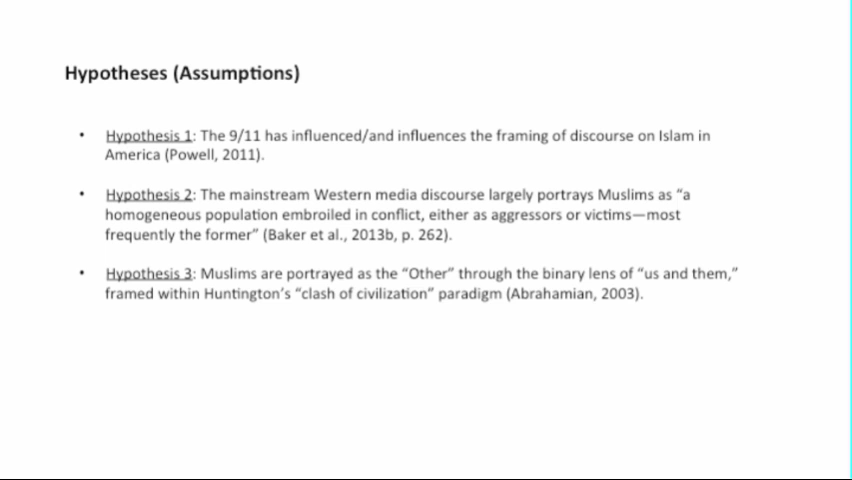 Hypotheses (Assumptions)
• Hypothesis 1: The 9/11 has influenced/and influences the framing of discourse on Islam in
America (Powell, 2011).
• Hypothesis 2: The mainstream Western media discourse largely portrays Muslims as “a
homogeneous population embroiled in conflict, either as aggressors or victims—most
frequently the former” (Baker et al., 2013b, p. 262).
• Hypothesis 3: Muslims are portrayed as the “Other” through the binary lens of “us and them,”
framed within Huntington’s “clash of civilization” paradigm (Abrahamian, 2003).